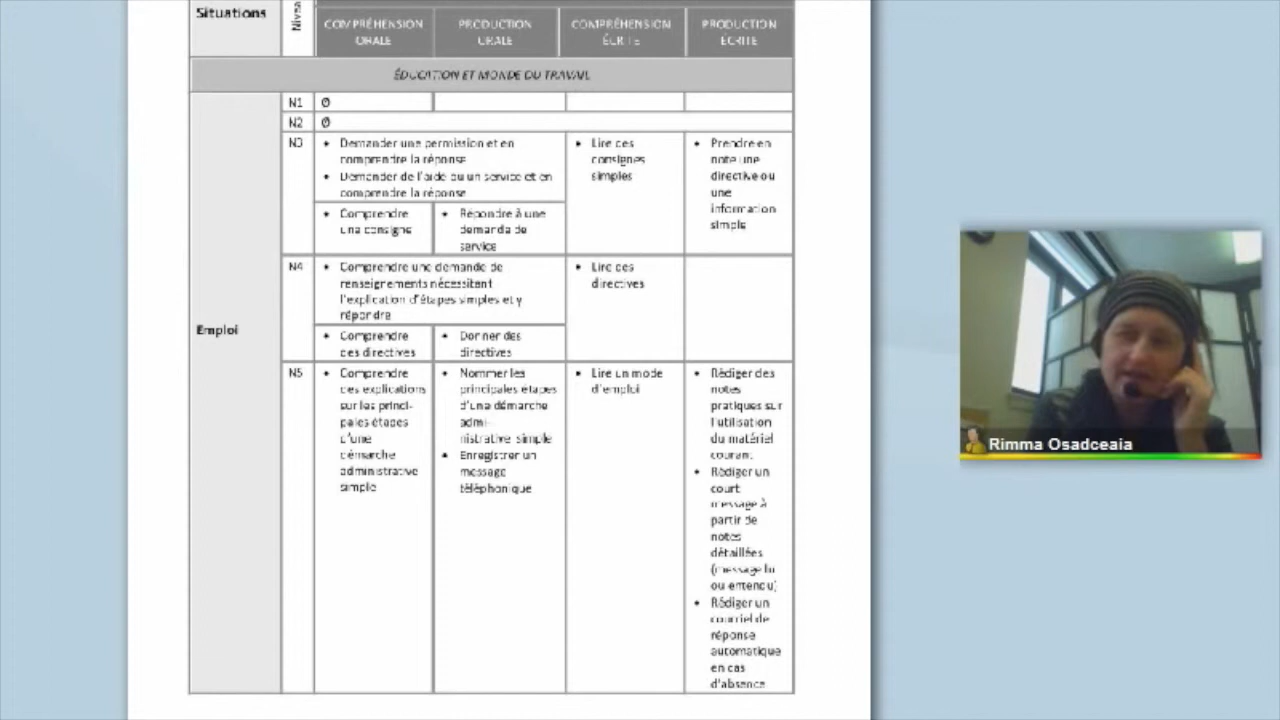 Situations
Nivea
COMPRÉHENSION
ORALE
PRODUCTION
ORALE
COMPRÉHENSION
ÉCRITE
PRODUCTION
ÉCRITE
ÉDUCATION ET MONDE DU TRAVAIL
Emploi
N1 Ø
N2 Ø
N3
• Demander une permission et en
comprendre la réponse
• Demander de l'aide ou un service et en
comprendre la réponse
• Comprendre
une consigne
• Répondre à une
demande de
service
• Lire des
consignes
simples
• Prendre en
note une
directive ou
une
information
simple
N4
• Comprendre une demande de
renseignements nécessitant
l'explication d'étapes simples et y
répondre
• Comprendre
des directives
• Donner des
directives
• Lire des
directives
N5
• Comprendre
des explications
sur les princi-
pales étapes
d'une
démarche
administrative
simple
• Nommer les
principales étapes
d'une démarche
admi-
nistrative simple
• Enregistrer un
message
téléphonique
• Lire un mode
d'emploi
• Rédiger des
notes
pratiques sur
l'utilisation
du matériel
courant
• Rédiger un
court
message à
partir de
notes
détaillées
(message lu
ou entendu)
• Rédiger un
courriel de
réponse
automatique
en cas
d'absence
Rimma Osadceaia